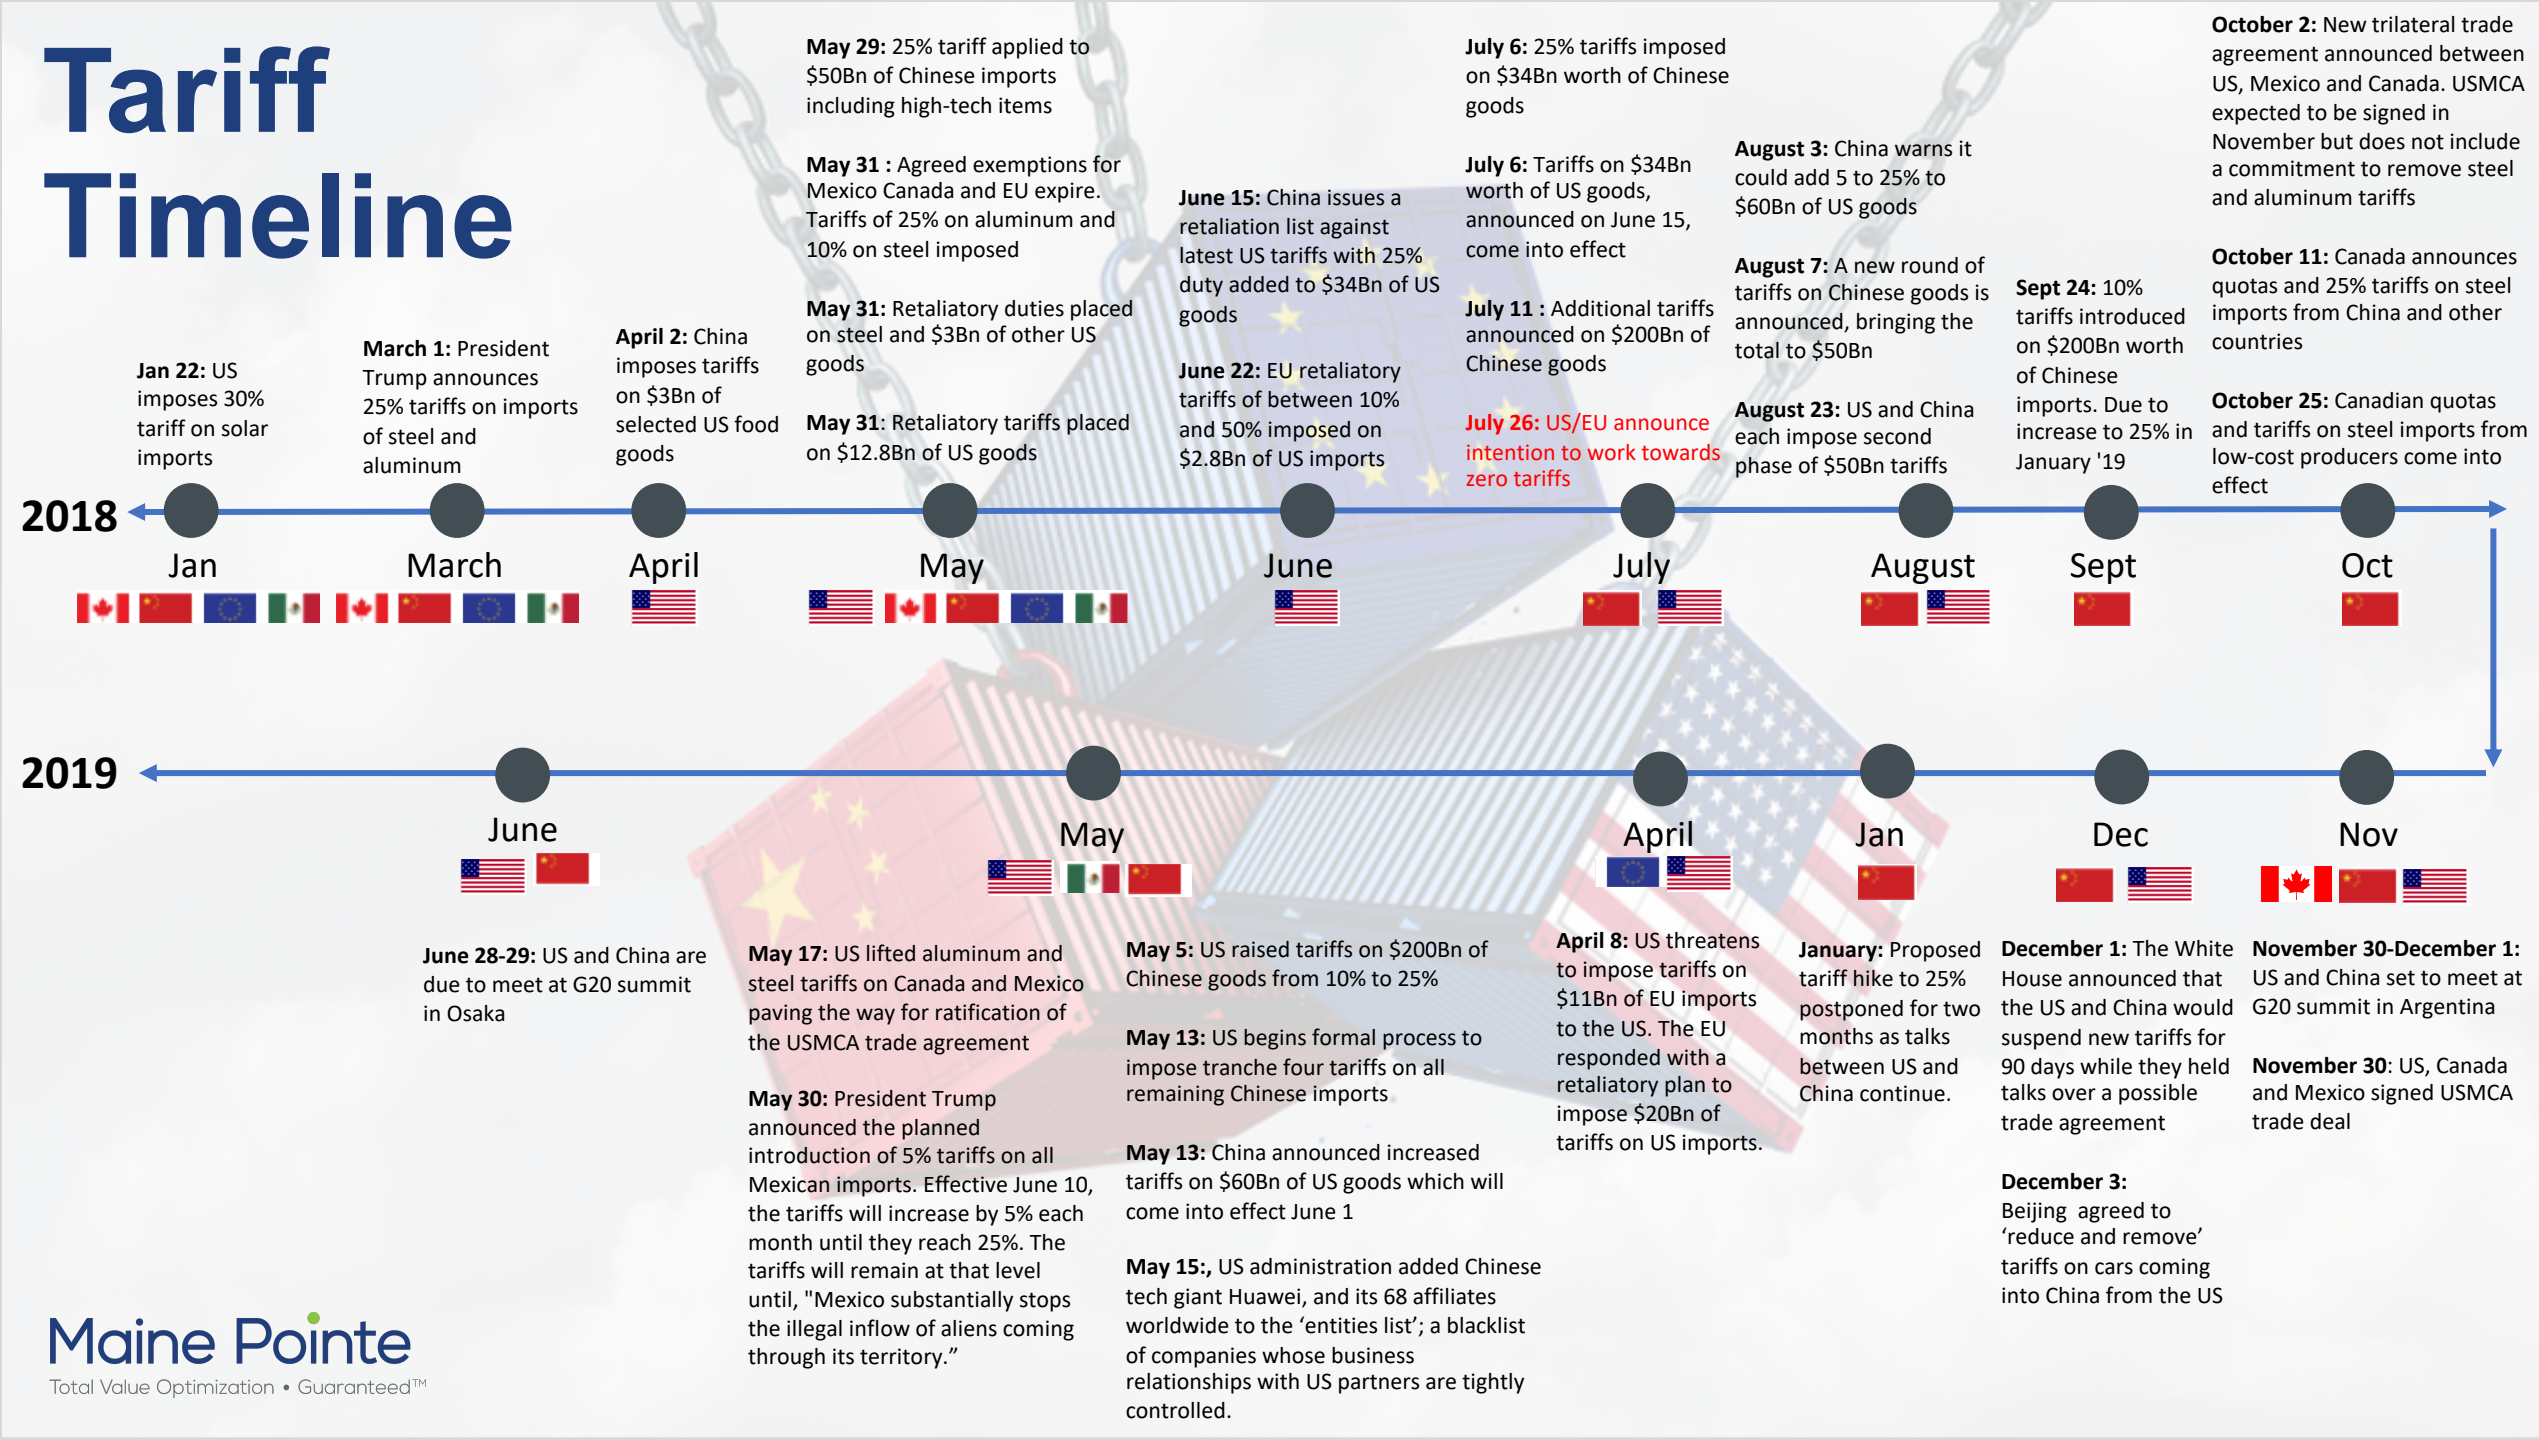 Tariff
Timeline
Jan 22: US
imposes 30%
tariff on solar
imports
March 1: President
Trump announces
25% tariffs on imports
of steel and
aluminum
April 2: China
imposes tariffs
on $3Bn of
selected US food
goods
May 29: 25% tariff applied to
$50Bn of Chinese imports
including high-tech items
May 31 : Agreed exemptions for
Mexico Canada and EU expire.
Tariffs of 25% on aluminum and
10% on steel imposed
May 31: Retaliatory duties placed
on steel and $3Bn of other US
goods
May 31: Retaliatory tariffs placed
on $12.8Bn of US goods
June 15: China issues a
retaliation list against
latest US tariffs with 25%
duty added to $34Bn of US
goods
June 22: EU retaliatory
tariffs of between 10%
and 50% imposed on
$2.8Bn of US imports
July 6: 25% tariffs imposed
on $34Bn worth of Chinese
goods
July 6: Tariffs on $34Bn
worth of US goods,
announced on June 15,
come into effect
July 11 : Additional tariffs
announced on $200Bn of
Chinese goods
July 26: US/EU announce
intention to work towards
zero tariffs
August 3: China warns it
could add 5 to 25% to
$60Bn of US goods
August 7: A new round of
tariffs on Chinese goods is
announced, bringing the
total to $50Bn
August 23: US and China
each impose second
phase of $50Bn tariffs
Sept 24: 10%
tariffs introduced
on $200Bn worth
of Chinese
imports. Due to
increase to 25% in
January '19
October 2: New trilateral trade
agreement announced between
US, Mexico and Canada. USMCA
expected to be signed in
November but does not include
a commitment to remove steel
and aluminum tariffs
October 11: Canada announces
quotas and 25% tariffs on steel
imports from China and other
countries
October 25: Canadian quotas
and tariffs on steel imports from
low-cost producers come into
effect
2018
Jan
March
April
May
June
July
August
Sept
Oct
2019
June
May
April
Jan
Dec
Nov
June 28-29: US and China are
due to meet at G20 summit
in Osaka
May 17: US lifted aluminum and
steel tariffs on Canada and Mexico
paving the way for ratification of
the USMCA trade agreement
May 30: President Trump
announced the planned
introduction of 5% tariffs on all
Mexican imports. Effective June 10,
the tariffs will increase by 5% each
month until they reach 25%. The
tariffs will remain at that level
until, "Mexico substantially stops
the illegal inflow of aliens coming
through its territory.”
May 5: US raised tariffs on $200Bn of
Chinese goods from 10% to 25%
May 13: US begins formal process to
impose tranche four tariffs on all
remaining Chinese imports
May 13: China announced increased
tariffs on $60Bn of US goods which will
come into effect June 1
May 15:, US administration added Chinese
tech giant Huawei, and its 68 affiliates
worldwide to the ‘entities list’; a blacklist
of companies whose business
relationships with US partners are tightly
controlled.
April 8: US threatens
to impose tariffs on
$11Bn of EU imports
to the US. The EU
responded with a
retaliatory plan to
impose $20Bn of
tariffs on US imports.
January: Proposed
tariff hike to 25%
postponed for two
months as talks
between US and
China continue.
December 1: The White
House announced that
the US and China would
suspend new tariffs for
90 days while they held
talks over a possible
trade agreement
December 3:
Beijing agreed to
‘reduce and remove’
tariffs on cars coming
into China from the US
November 30-December 1:
US and China set to meet at
G20 summit in Argentina
November 30: US, Canada
and Mexico signed USMCA
trade deal
Maine Pointe
Total Value Optimization • Guaranteed™